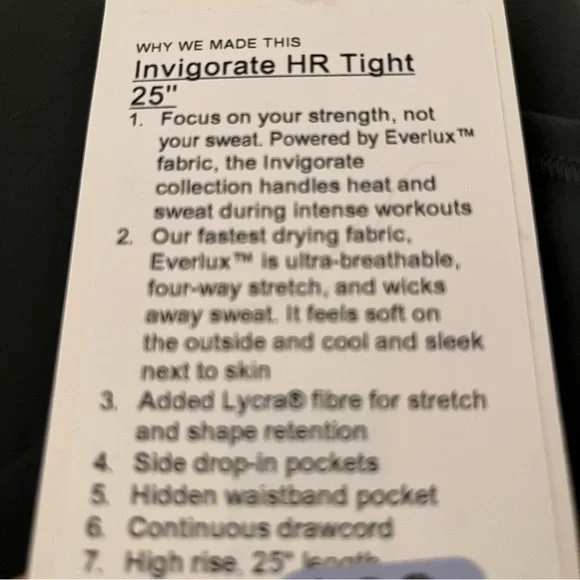 WHY WE MADE THIS
Invigorate HR Tight
25"
1. Focus on your strength, not
your sweat. Powered by Everlux™
fabric, the Invigorate
collection handles heat and
sweat during intense workouts
2. Our fastest drying fabric,
Everlux™ is ultra-breathable,
four-way stretch, and wicks
away sweat. It feels soft on
the outside and cool and sleek
next to skin
3. Added Lycra® fibre for stretch
and shape retention
4. Side drop-in pockets
5. Hidden waistband pocket
6. Continuous drawcord
7. High rise, 25" length